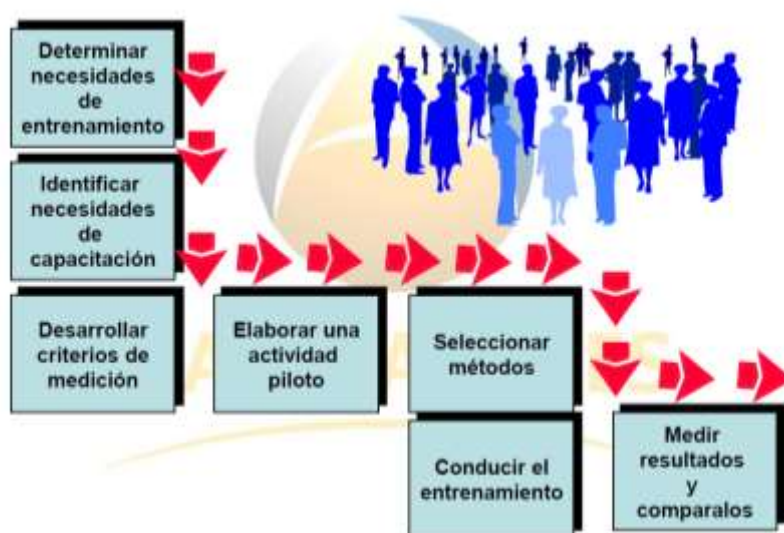 Determinar
necesidades
de
entrenamiento
Identificar
necesidades
de
capacitación
Desarrollar
criterios de
medición
Elaborar una
actividad
piloto
Seleccionar
métodos
Conducir el
entrenamiento
Medir
resultados
y
comparalos